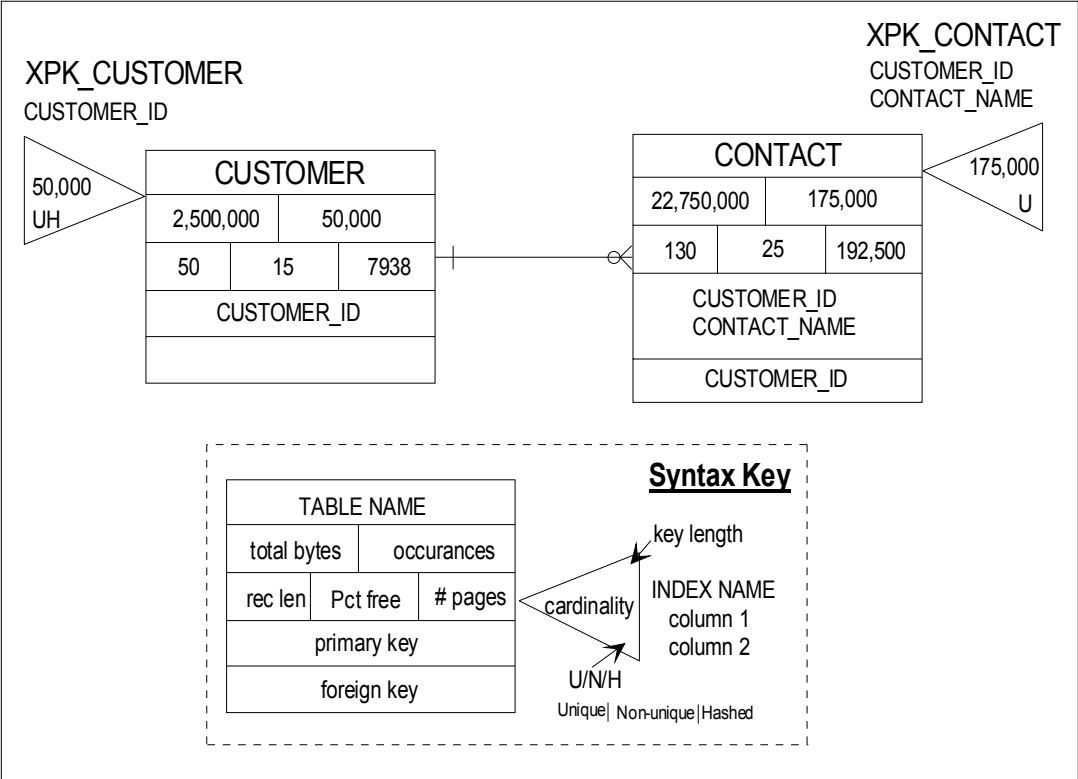 XPK_CUSTOMER
CUSTOMER_ID
50,000
UH
CUSTOMER
2,500,000 50,000
50 15 7938
CUSTOMER_ID
XPK_CONTACT
CUSTOMER_ID
CONTACT_NAME
175,000
U
CONTACT
22,750,000 175,000
130 25 192,500
CUSTOMER_ID
CONTACT_NAME
CUSTOMER_ID
Syntax Key
TABLE NAME
total bytes occurances
rec len Pct free # pages
primary key
foreign key
key length
cardinality
INDEX NAME
column 1
column 2
U/N/H
Unique| Non-unique|Hashed